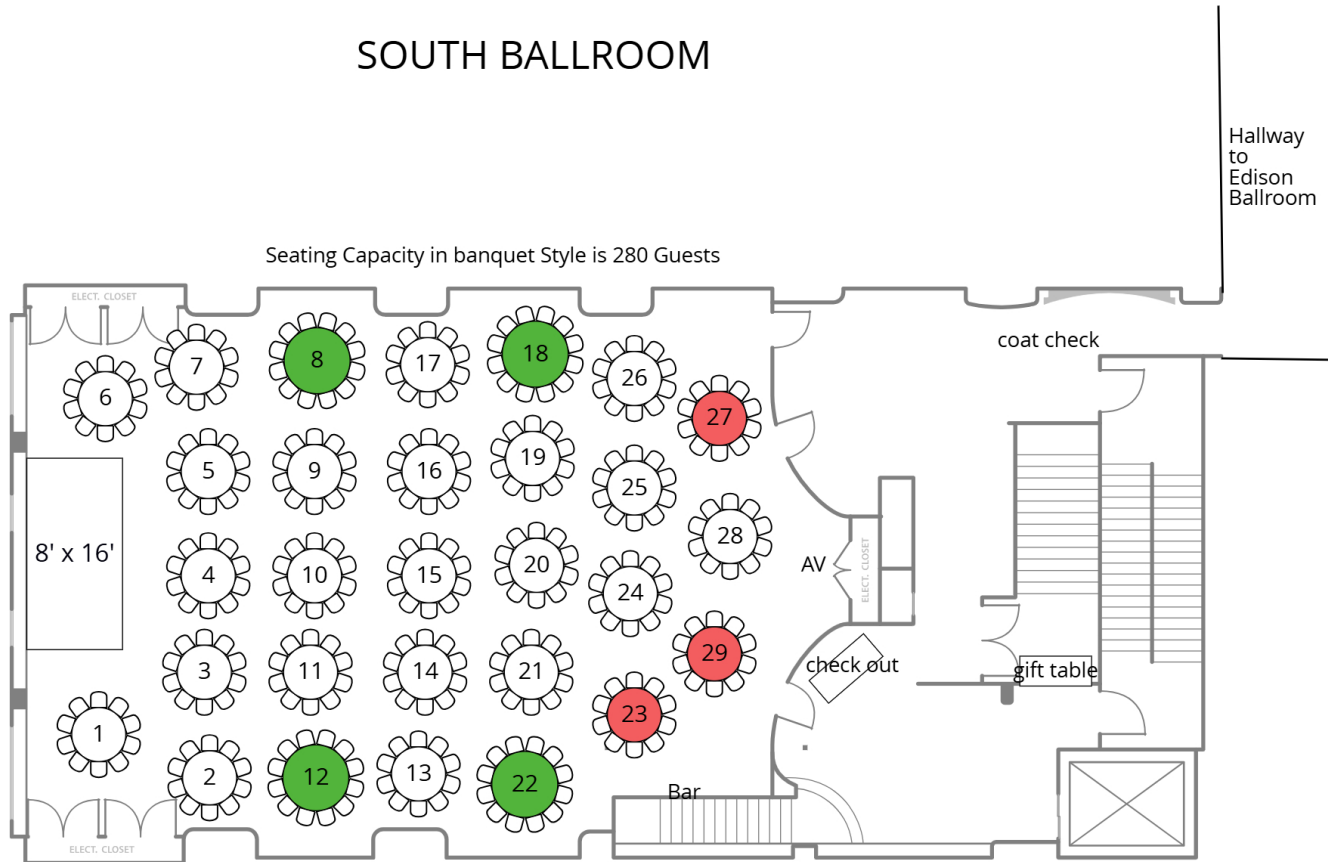 SOUTH BALLROOM
Hallway
to
Edison
Ballroom
Seating Capacity in banquet Style is 280 Guests
ELECT. CLOSET
coat check
7
8
17
18
26
6
27
5
9
16
19
25
28
8' x 16'
4
10
15
20
24
AV
ELECT. CLOSET
3
11
14
21
29
check out
gift table
23
1
2
12
13
22
Bar
ELECT. CLOSET